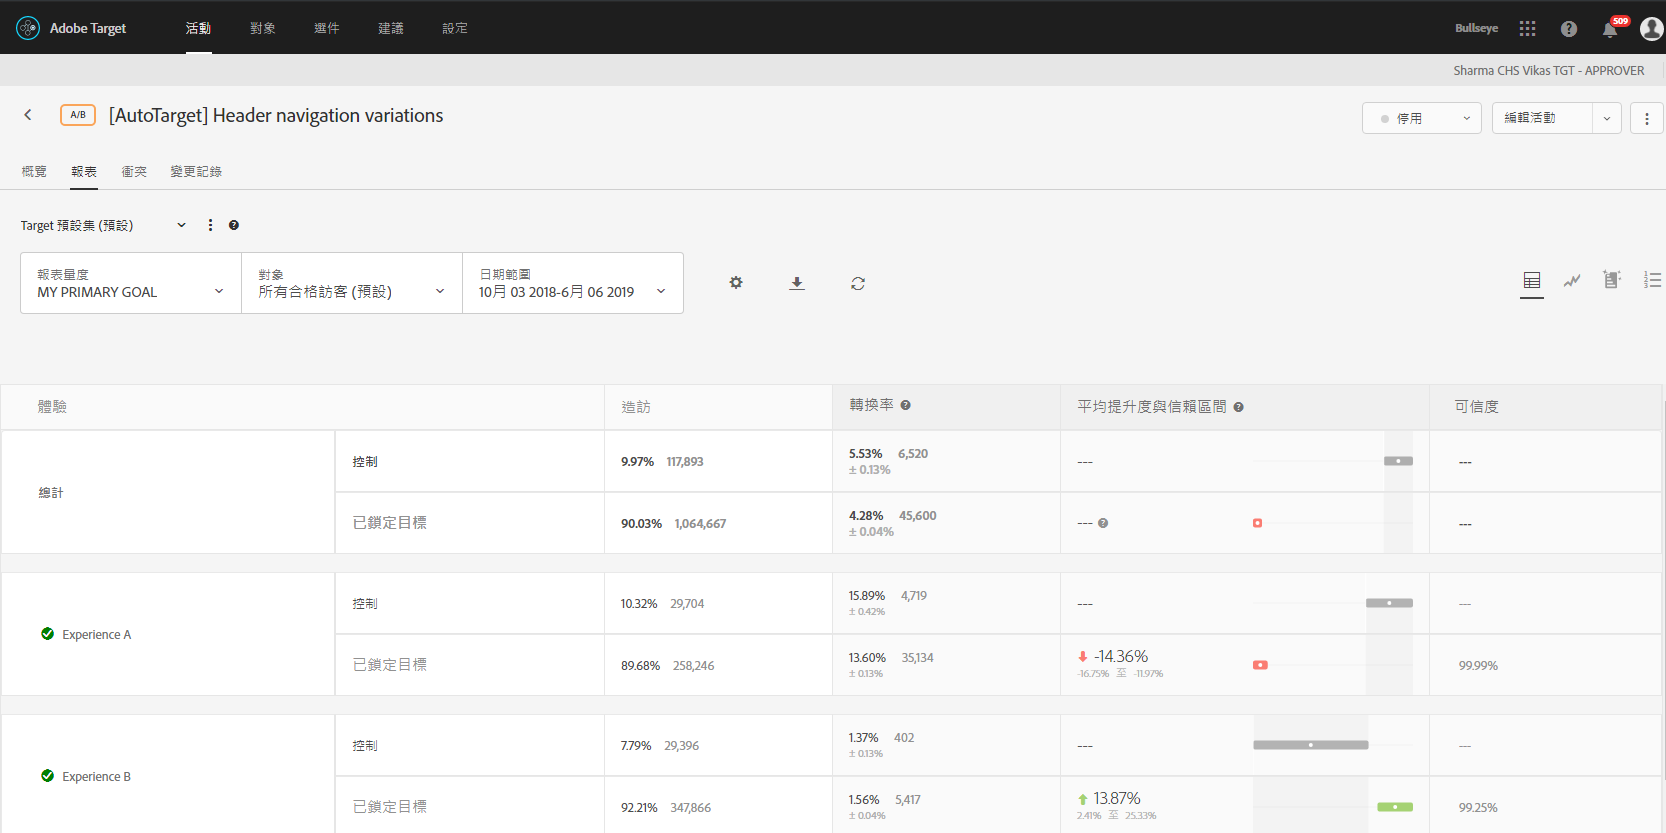 Adobe Target 活動 對象 選件 建議 設定 Bullseye 509
Sharma CHS Vikas TGT - APPROVER
A/B [AutoTarget] Header navigation variations 停用 編輯活動
概覽 報表 衝突 變更記錄
Target 預設集 (預設)
報表量度 對象 日期範圍
MY PRIMARY GOAL 所有合格訪客 (預設) 10月 03 2018-6月 06 2019
體驗 造訪 轉換率 平均提升度與信賴區間 可信度
總計
控制 9.97% 117,893 5.53% 6,520 --- ---
± 0.13%
已鎖定目標 90.03% 1,064,667 4.28% 45,600 --- ---
± 0.04%
Experience A
控制 10.32% 29,704 15.89% 4,719 --- ---
± 0.42%
已鎖定目標 89.68% 258,246 13.60% 35,134 -14.36% 99.99%
± 0.13% -16.75% 至 -11.97%
Experience B
控制 7.79% 29,396 1.37% 402 --- ---
± 0.13%
已鎖定目標 92.21% 347,866 1.56% 5,417 13.87% 99.25%
± 0.04% 2.41% 至 25.33%